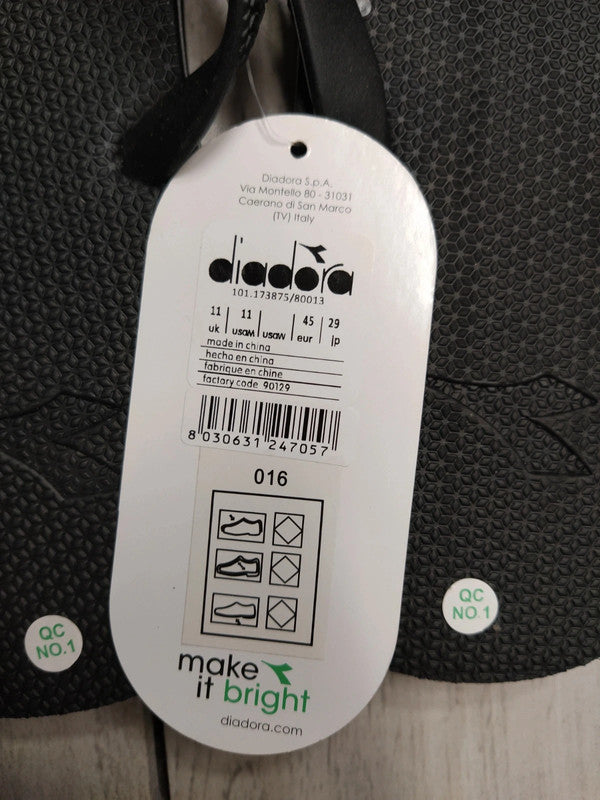 Diadora S.p.A.
Via Montello 80 - 31031
Caerano di San Marco
(TV) Italy
diadora
101.173875/80013
11 | 11 | | 45 | 29
uk usam usaw eur jp
made in china
hecho en china
fabrique en chine
factory code 90129
8 030631 247057
016
make
it bright
diadora.com
QC
NO.1
QC
NO.1